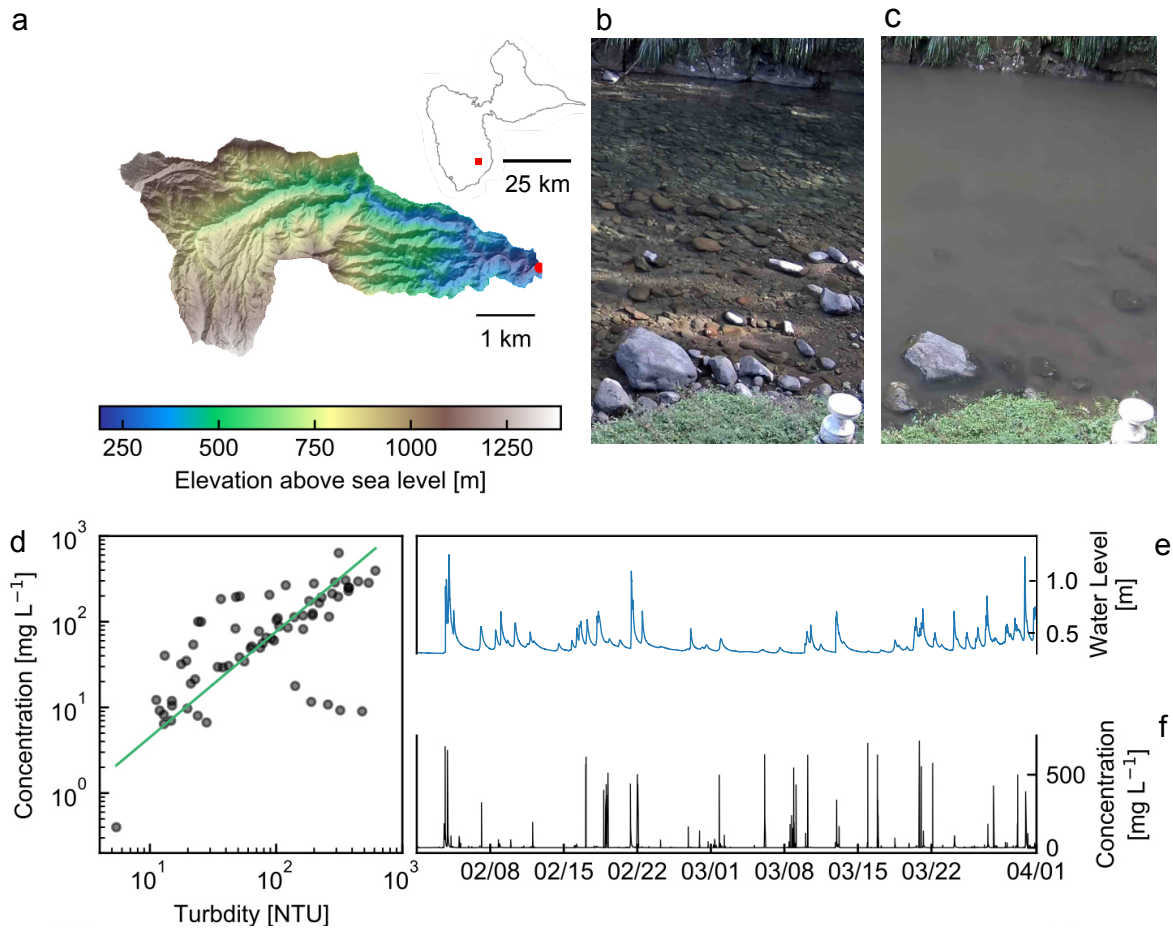 a
b
c
25 km
1 km
250 500 750 1000 1250
Elevation above sea level [m]
d
10³
10²
10¹
10⁰
Concentration [mg L⁻¹]
10¹ 10² 10³
Turbdity [NTU]
e
1.0
0.5
Water Level
[m]
f
500
0
Concentration
[mg L⁻¹]
02/08 02/15 02/22 03/01 03/08 03/15 03/22 04/01